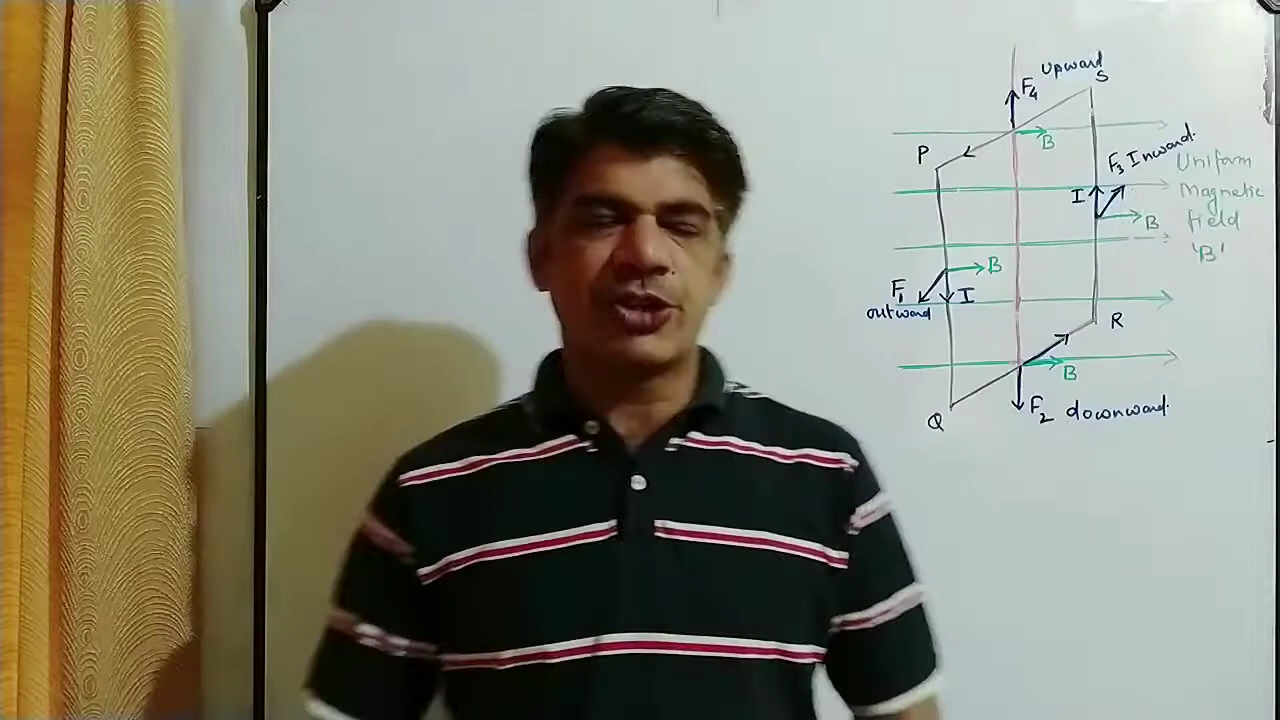 upward
S
F4
B
P
F3 Inward.
Uniform
Magnetic
field
'B'
I
B
B
F1
I
outward
R
B
F2 downward.
Q